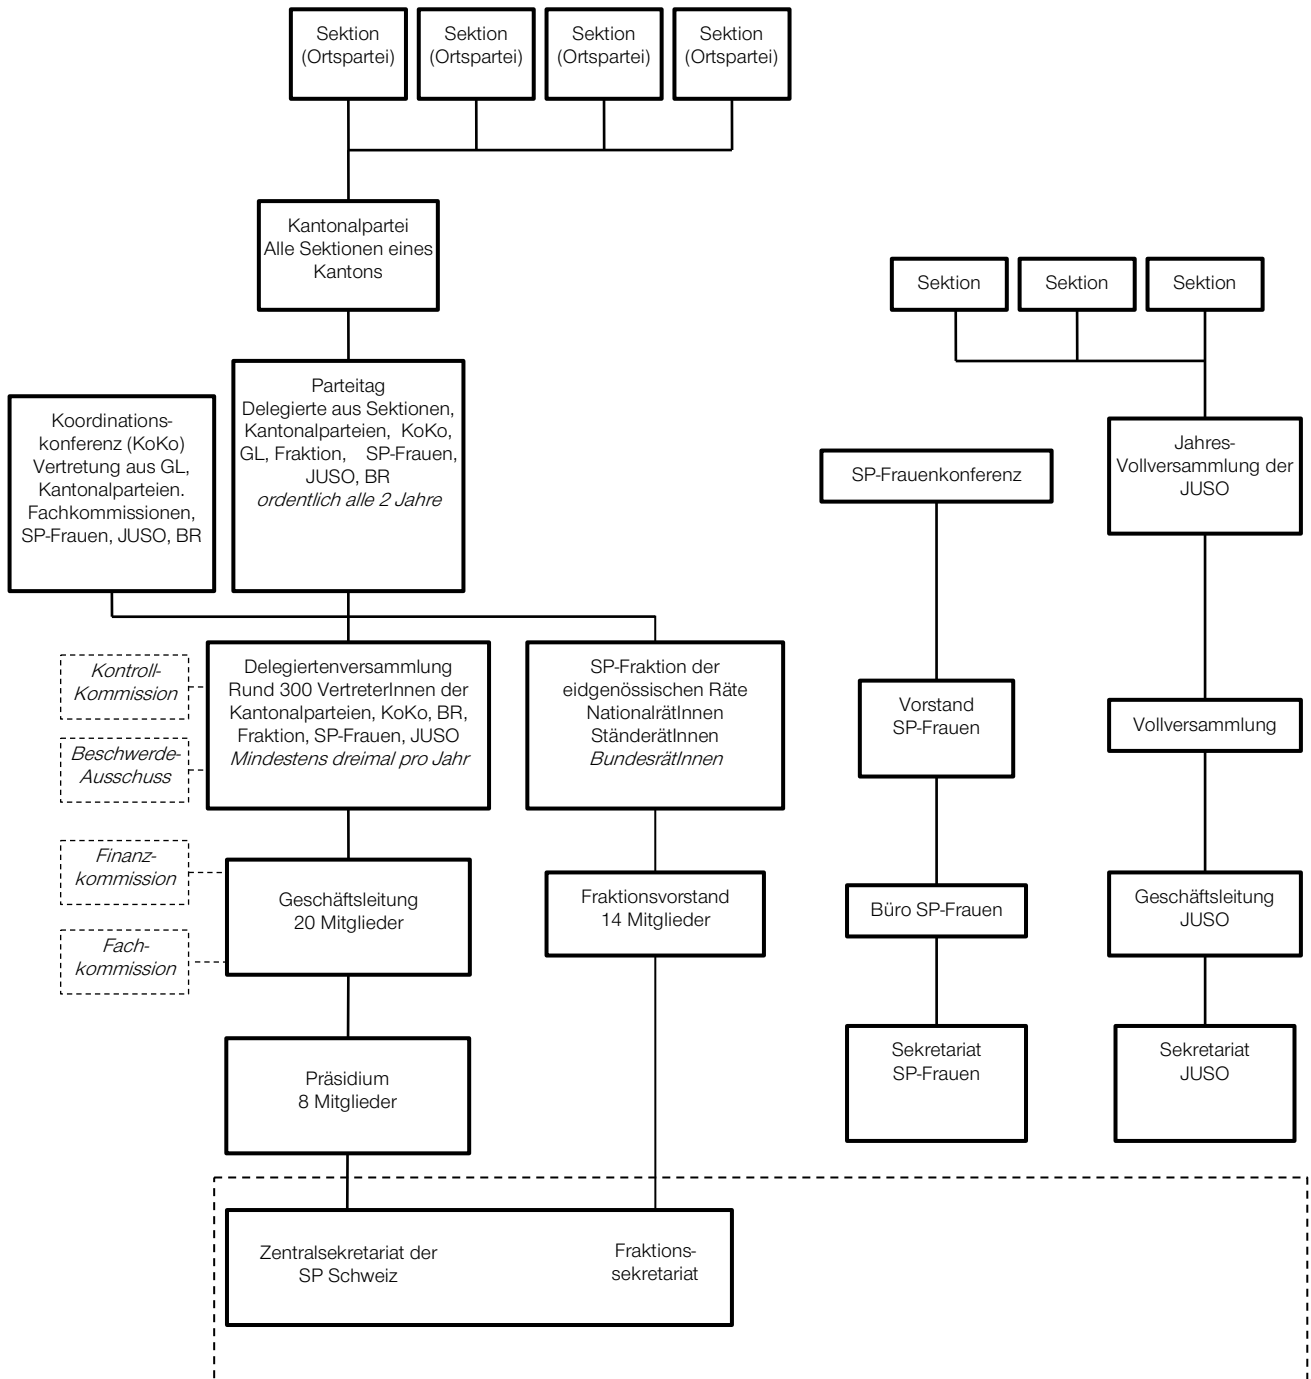 Sektion
(Ortspartei)
Sektion
(Ortspartei)
Sektion
(Ortspartei)
Sektion
(Ortspartei)
Kantonalpartei
Alle Sektionen eines
Kantons
Sektion
Sektion
Sektion
Parteitag
Delegierte aus Sektionen,
Kantonalparteien, KoKo,
GL, Fraktion, SP-Frauen,
JUSO, BR
ordentlich alle 2 Jahre
Koordinations-
konferenz (KoKo)
Vertretung aus GL,
Kantonalparteien.
Fachkommissionen,
SP-Frauen, JUSO, BR
SP-Frauenkonferenz
Jahres-
Vollversammlung der
JUSO
Kontroll-
Kommission
Beschwerde-
Ausschuss
Delegiertenversammlung
Rund 300 VertreterInnen der
Kantonalparteien, KoKo, BR,
Fraktion, SP-Frauen, JUSO
Mindestens dreimal pro Jahr
SP-Fraktion der
eidgenössischen Räte
NationalrätInnen
StänderätInnen
BundesrätInnen
Vorstand
SP-Frauen
Vollversammlung
Finanz-
kommission
Fach-
kommission
Geschäftsleitung
20 Mitglieder
Fraktionsvorstand
14 Mitglieder
Büro SP-Frauen
Geschäftsleitung
JUSO
Präsidium
8 Mitglieder
Sekretariat
SP-Frauen
Sekretariat
JUSO
Zentralsekretariat der
SP Schweiz
Fraktions-
sekretariat